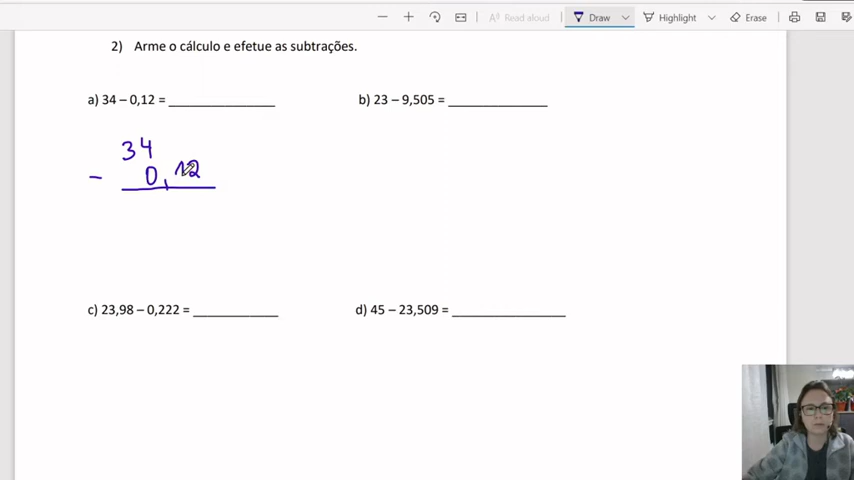 Read aloud Draw Highlight Erase
2) Arme o cálculo e efetue as subtrações.
a) 34 – 0,12 = _______________ b) 23 – 9,505 = ______________
34
- 0,12
c) 23,98 – 0,222 = ____________ d) 45 – 23,509 = ________________